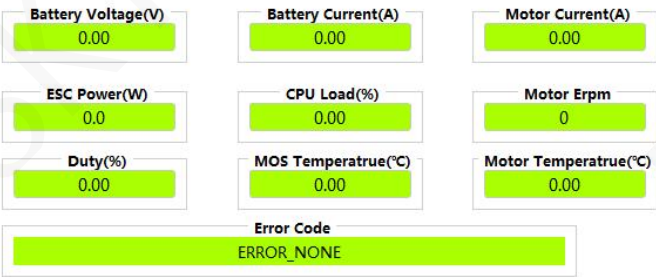 Battery Voltage(V) Battery Current(A) Motor Current(A)
0.00 0.00 0.00
ESC Power(W) CPU Load(%) Motor Erpm
0.0 0.00 0
Duty(%) MOS Temperatrue(℃) Motor Temperatrue(℃)
0.00 0.00 0.00
Error Code
ERROR_NONE